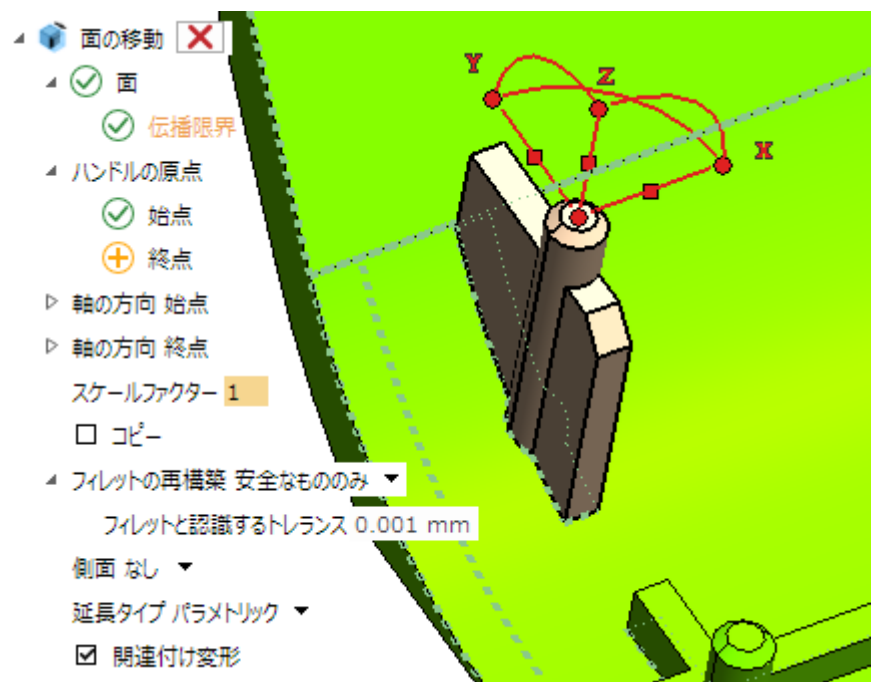 面の移動
面
伝播限界
ハンドルの原点
始点
終点
軸の方向 始点
軸の方向 終点
スケールファクター 1
コピー
フィレットの再構築 安全なもののみ
フィレットと認識するトレランス 0.001 mm
側面 なし
延長タイプ パラメトリック
関連付け変形
Y
Z
X